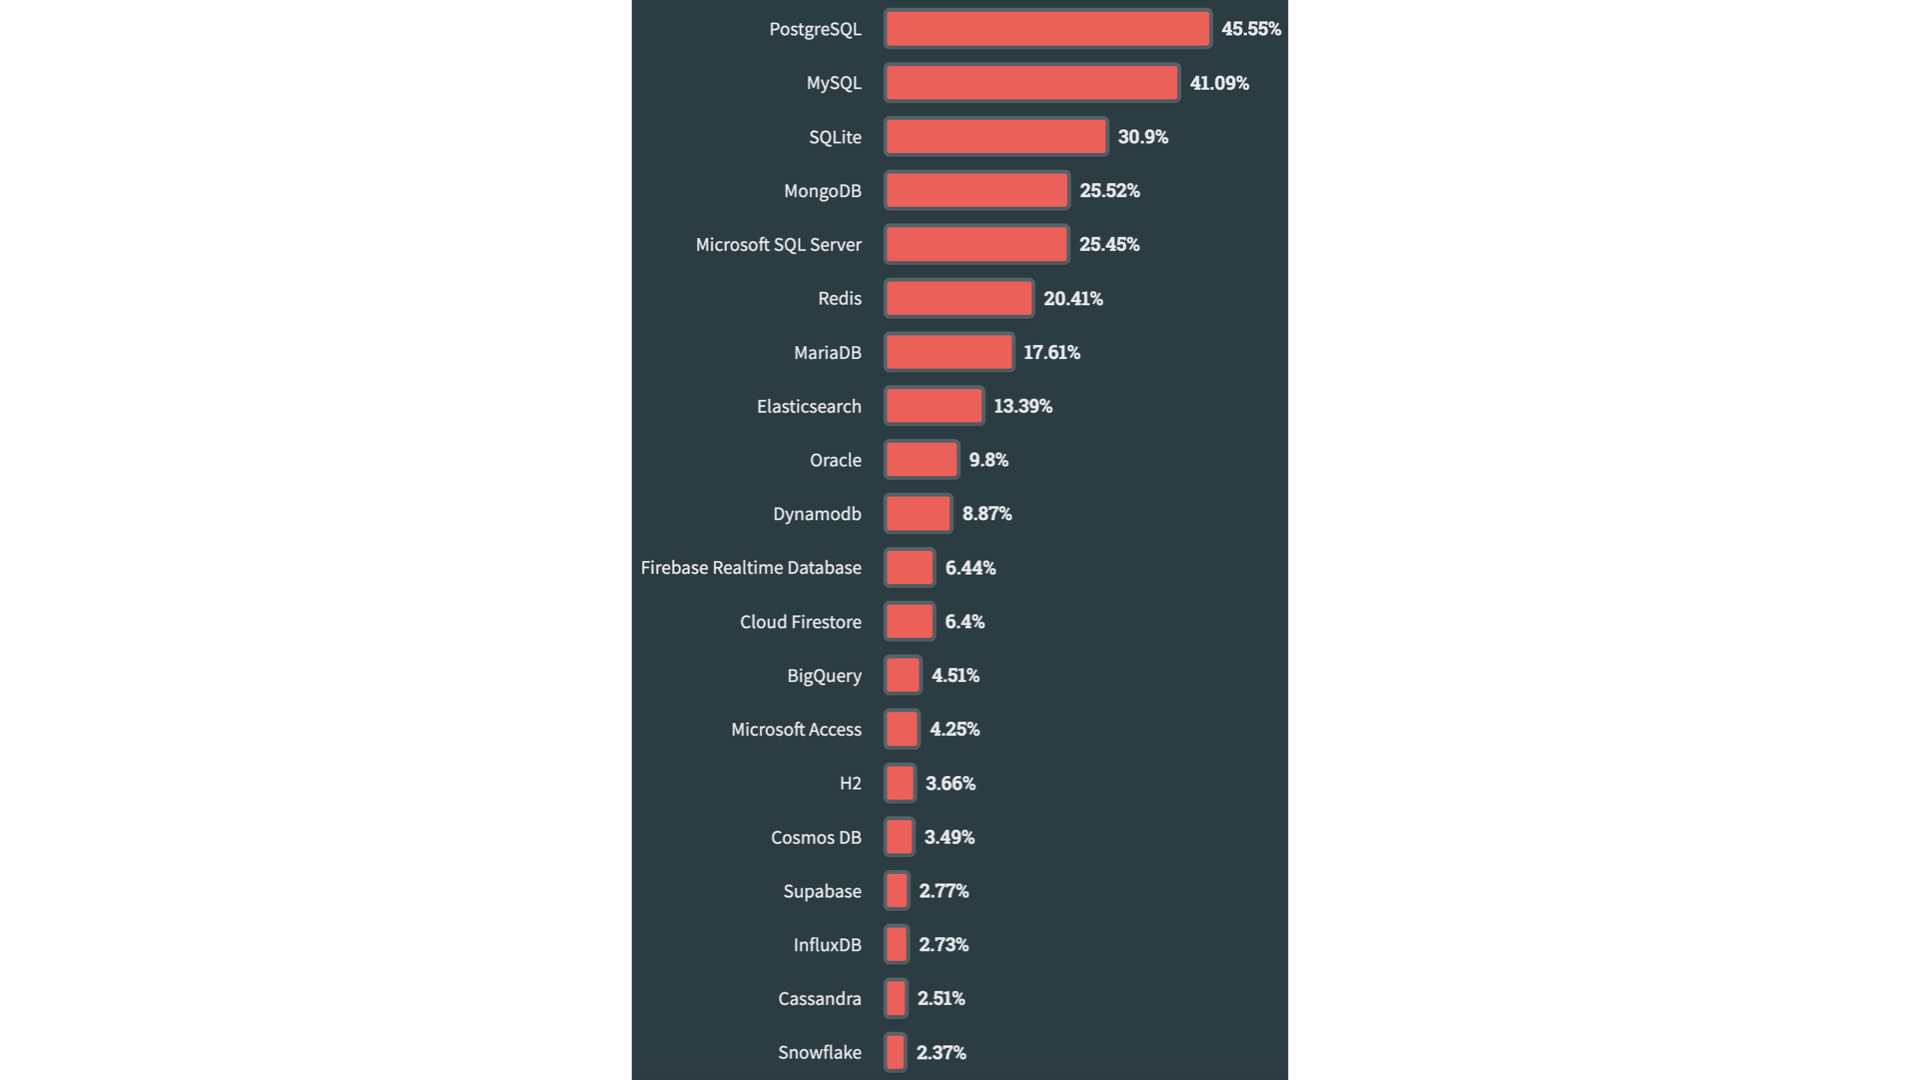 PostgreSQL 45.55%
MySQL 41.09%
SQLite 30.9%
MongoDB 25.52%
Microsoft SQL Server 25.45%
Redis 20.41%
MariaDB 17.61%
Elasticsearch 13.39%
Oracle 9.8%
Dynamodb 8.87%
Firebase Realtime Database 6.44%
Cloud Firestore 6.4%
BigQuery 4.51%
Microsoft Access 4.25%
H2 3.66%
Cosmos DB 3.49%
Supabase 2.77%
InfluxDB 2.73%
Cassandra 2.51%
Snowflake 2.37%